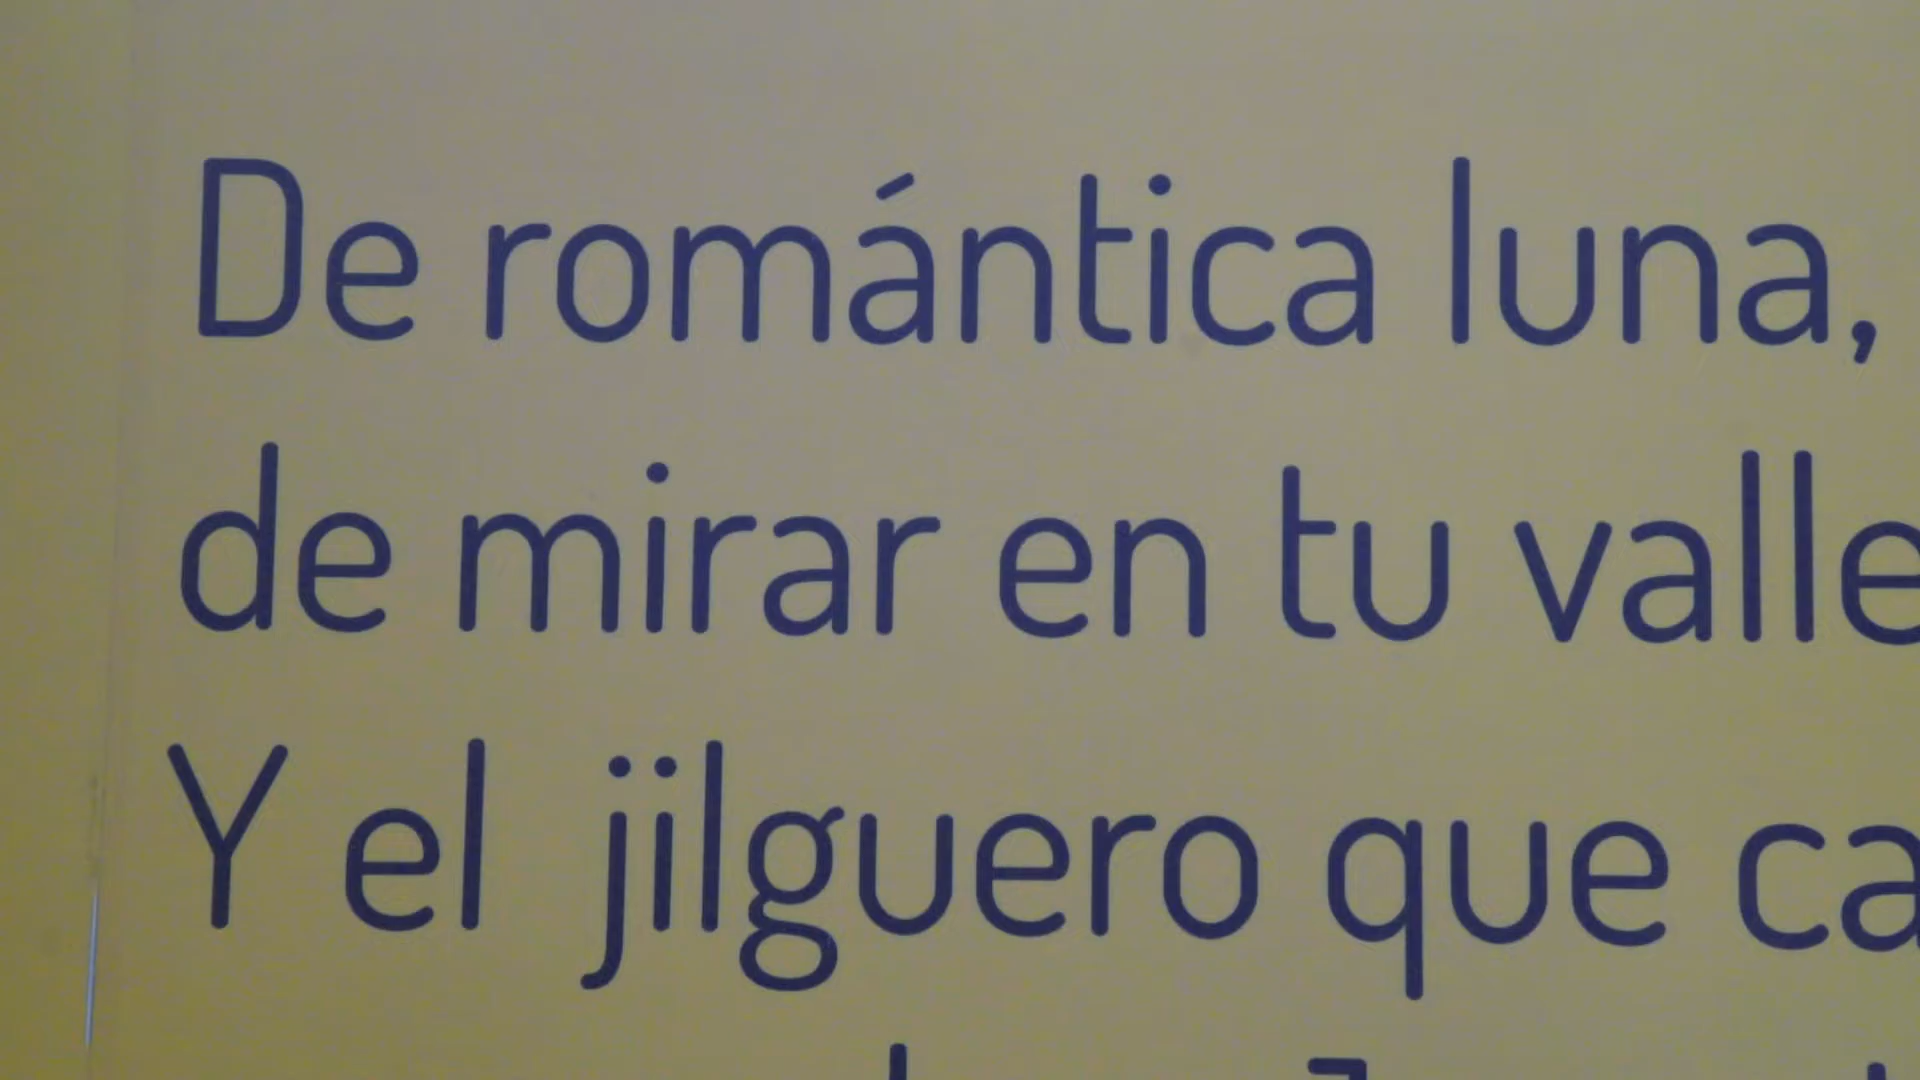 De romántica luna,
de mirar en tu valle
Y el jilguero que ca